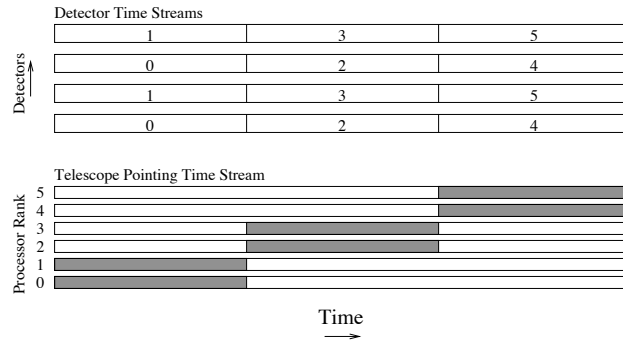 Detector Time Streams
1 3 5
0 2 4
1 3 5
0 2 4
Detectors
Telescope Pointing Time Stream
5
4
3
2
1
0
Processor Rank
Time